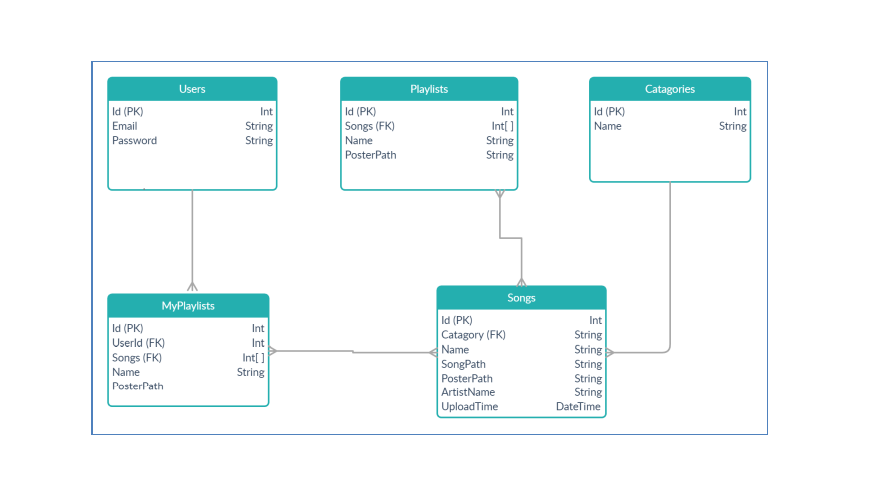 Users
Id (PK) Int
Email String
Password String
Playlists
Id (PK) Int
Songs (FK) Int[ ]
Name String
PosterPath String
Catagories
Id (PK) Int
Name String
MyPlaylists
Id (PK) Int
UserId (FK) Int
Songs (FK) Int[ ]
Name String
PosterPath
Songs
Id (PK) Int
Catagory (FK) String
Name String
SongPath String
PosterPath String
ArtistName String
UploadTime DateTime